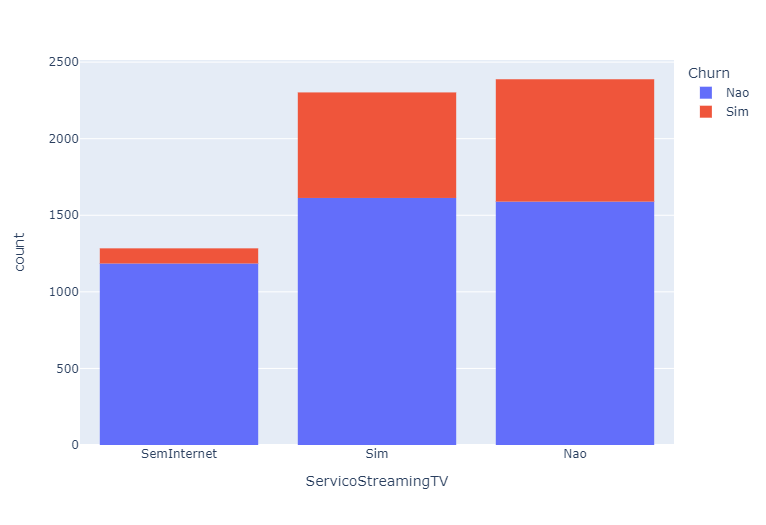 2500
2000
1500
1000
500
0
count
SemInternet
Sim
Nao
ServicoStreamingTV
Churn
Nao
Sim